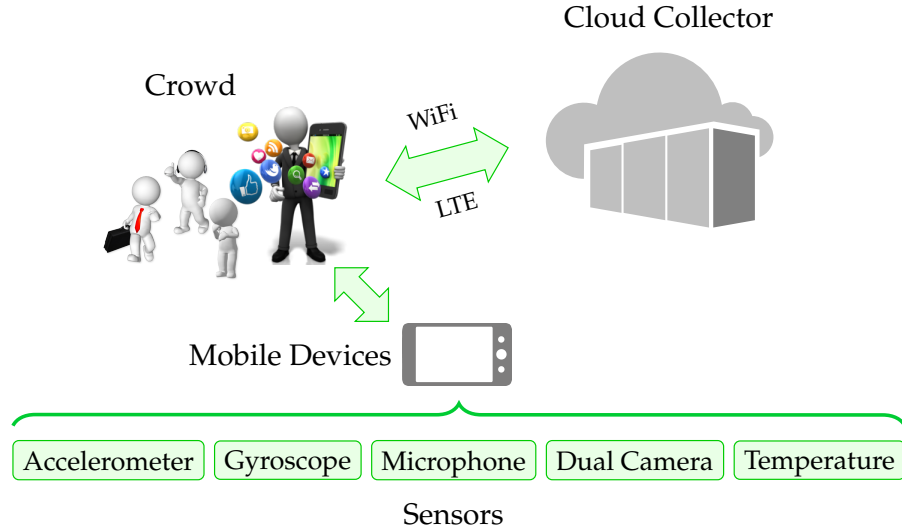 Cloud Collector
Crowd
WiFi
LTE
Mobile Devices
Accelerometer
Gyroscope
Microphone
Dual Camera
Temperature
Sensors